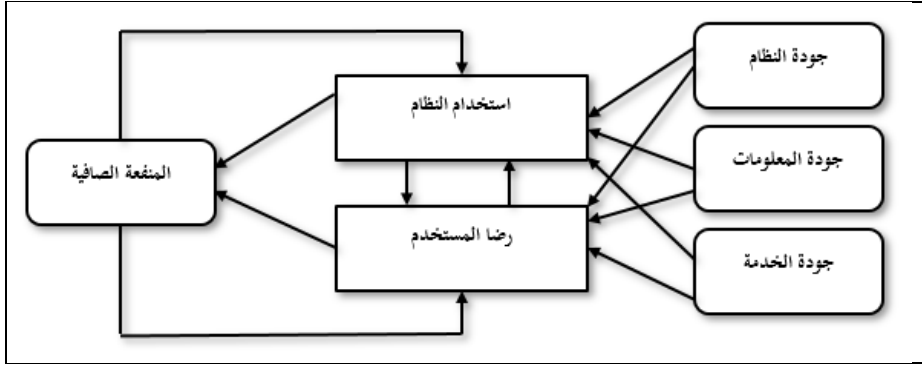 جودة النظام
استخدام النظام
جودة المعلومات
المنفعة الصافية
رضا المستخدم
جودة الخدمة